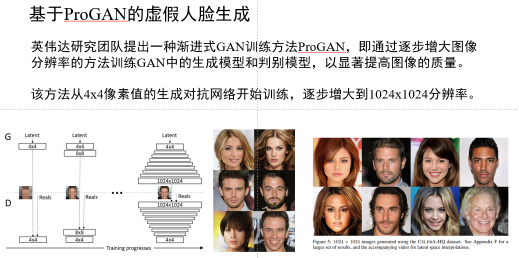 基于ProGAN的虚假人脸生成
英伟达研究团队提出一种渐进式GAN训练方法ProGAN，即通过逐步增大图像
分辨率的方法训练GAN中的生成模型和判别模型，以显著提高图像的质量。
该方法从4x4像素值的生成对抗网络开始训练，逐步增大到1024x1024分辨率。
G
Latent
Latent
Latent
4x4
4x4
4x4
8x8
1024x1024
Reals
Reals
Reals
...
D
1024x1024
8x8
4x4
4x4
4x4
Training progresses
Figure 5: 1024 × 1024 images generated using the CELEBA-HQ dataset. See Appendix F for a
larger set of results, and the accompanying video for latent space interpolations.